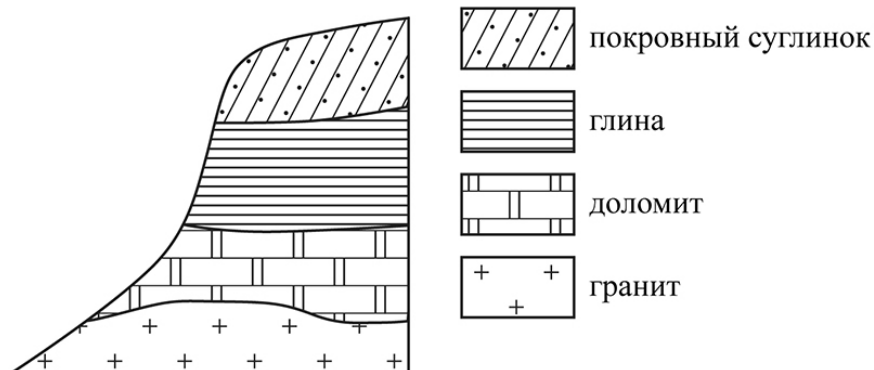 покровный суглинок
глина
доломит
гранит